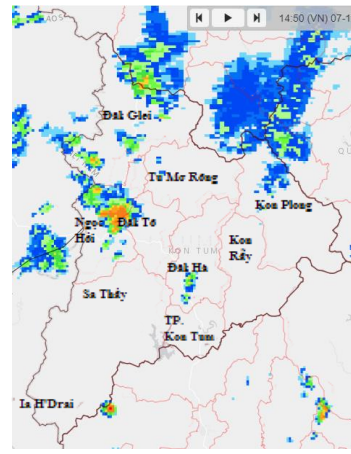 14:50 (VN) 07-1
LAOS
Đăk Glei
Tu Mơ Rông
Ngọc Hồi
Đăk Tô
Kon Plong
KON TUM
Kon Rẫy
Đăk Hà
Sa Thầy
TP.
Kon Tum
Ia H'Drai